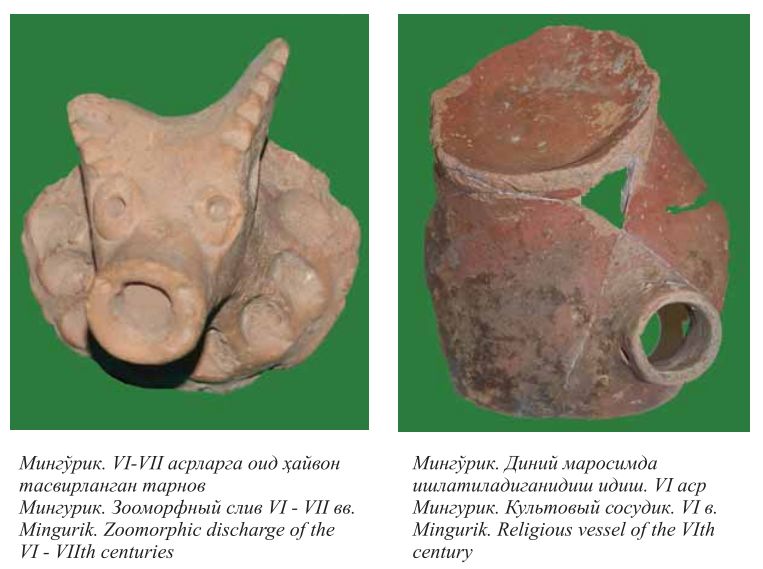 Мингўрик. VI-VII асрларга оид ҳайвон
тасвирланган тарнов
Мингурик. Зооморфный слив VI - VII вв.
Mingurik. Zoomorphic discharge of the
VI - VIIth centuries
Мингўрик. Диний маросимда
ишлатиладиганидиш идиш. VI аср
Мингурик. Культовый сосудик. VI в.
Mingurik. Religious vessel of the VIth
century